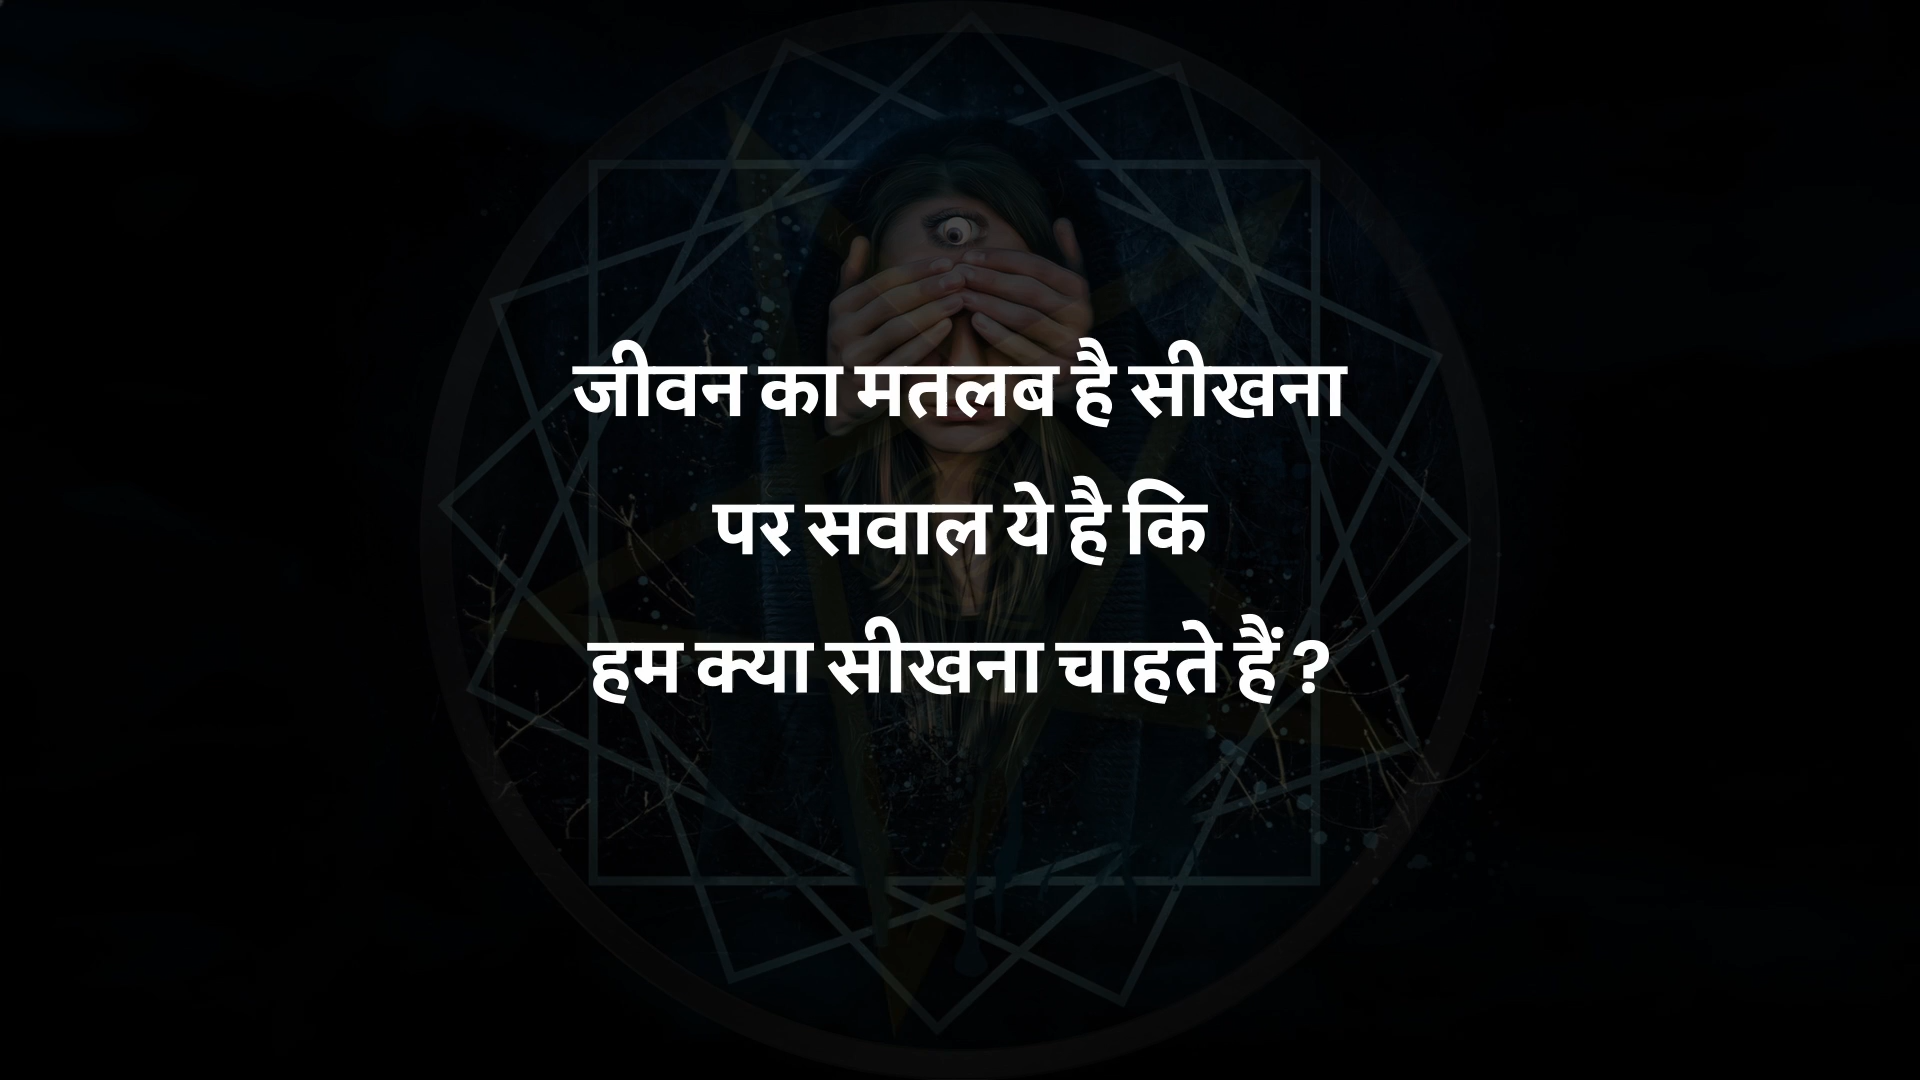 जीवन का मतलब है सीखना
पर सवाल ये है कि
हम क्या सीखना चाहते हैं ?